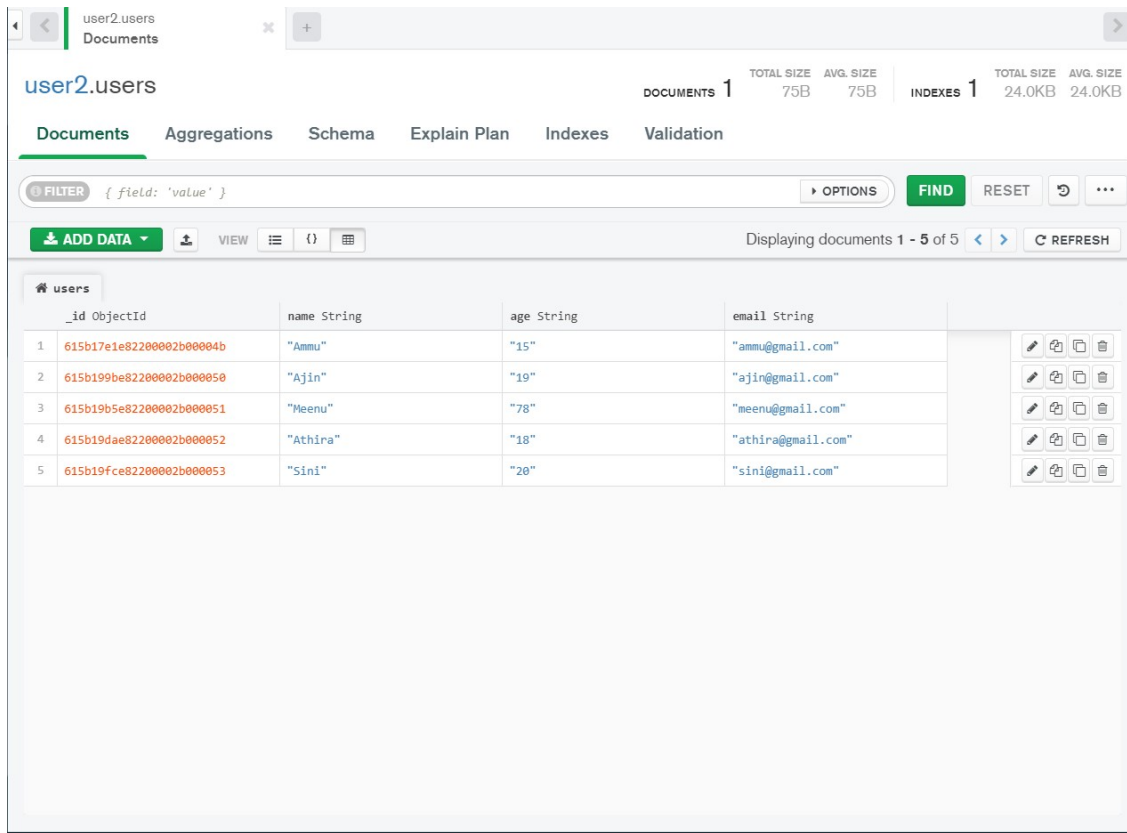 user2.users
Documents
+
user2.users
DOCUMENTS 1 TOTAL SIZE 75B AVG. SIZE 75B INDEXES 1 TOTAL SIZE 24.0KB AVG. SIZE 24.0KB
Documents Aggregations Schema Explain Plan Indexes Validation
FILTER { field: 'value' } OPTIONS FIND RESET ...
ADD DATA VIEW {} Displaying documents 1 - 5 of 5 < > REFRESH
users
_id ObjectId name String age String email String
1 615b17e1e82200002b00004b "Ammu" "15" "ammu@gmail.com"
2 615b199be82200002b000050 "Ajin" "19" "ajin@gmail.com"
3 615b19b5e82200002b000051 "Meenu" "78" "meenu@gmail.com"
4 615b19dae82200002b000052 "Athira" "18" "athira@gmail.com"
5 615b19fce82200002b000053 "Sini" "20" "sini@gmail.com"